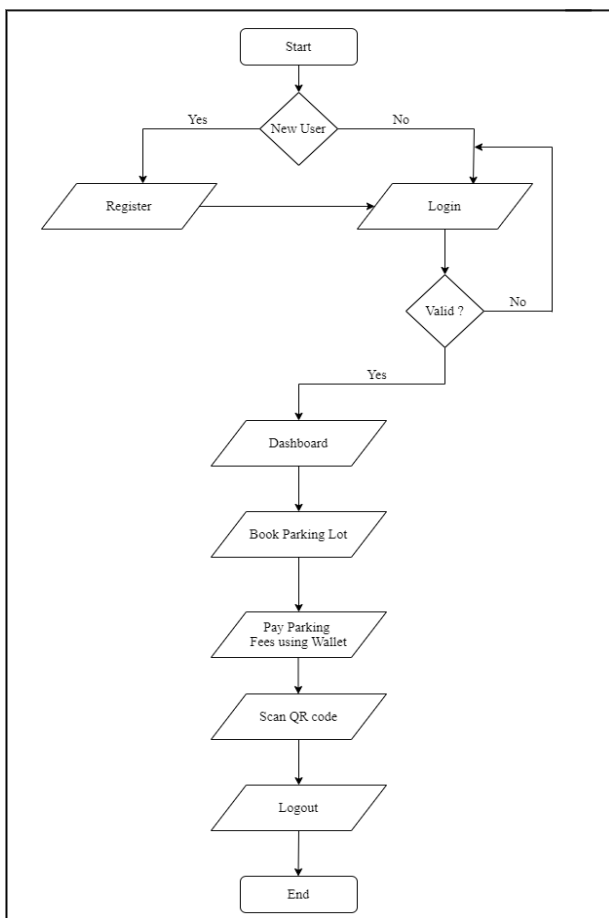 Start
New User
Yes
No
Register
Login
Valid ?
No
Yes
Dashboard
Book Parking Lot
Pay Parking
Fees using Wallet
Scan QR code
Logout
End